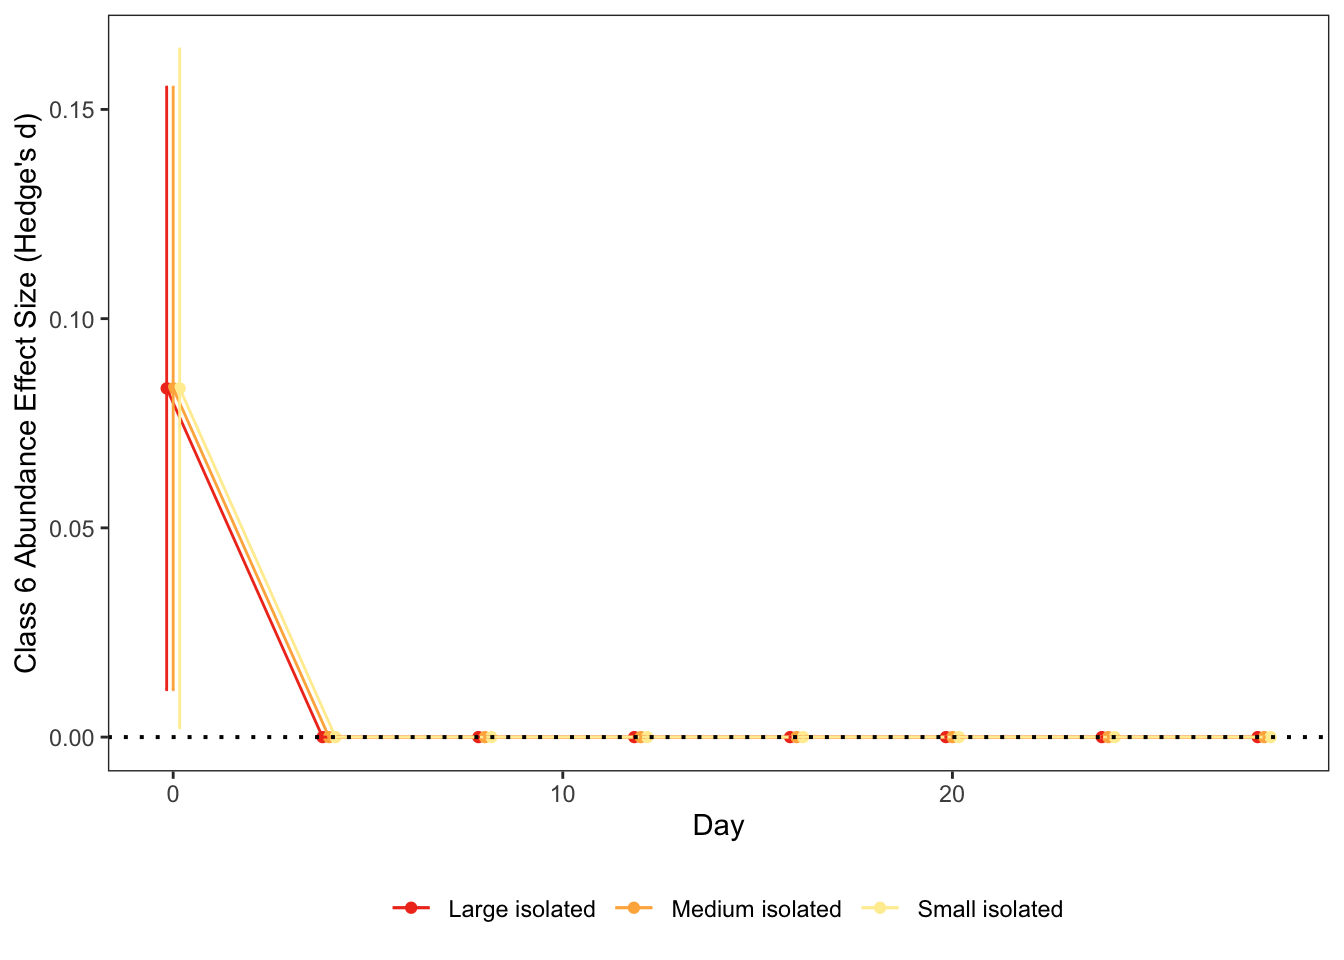 Class 6 Abundance Effect Size (Hedge's d)
0.15
0.10
0.05
0.00
0 10 20
Day
Large isolated Medium isolated Small isolated